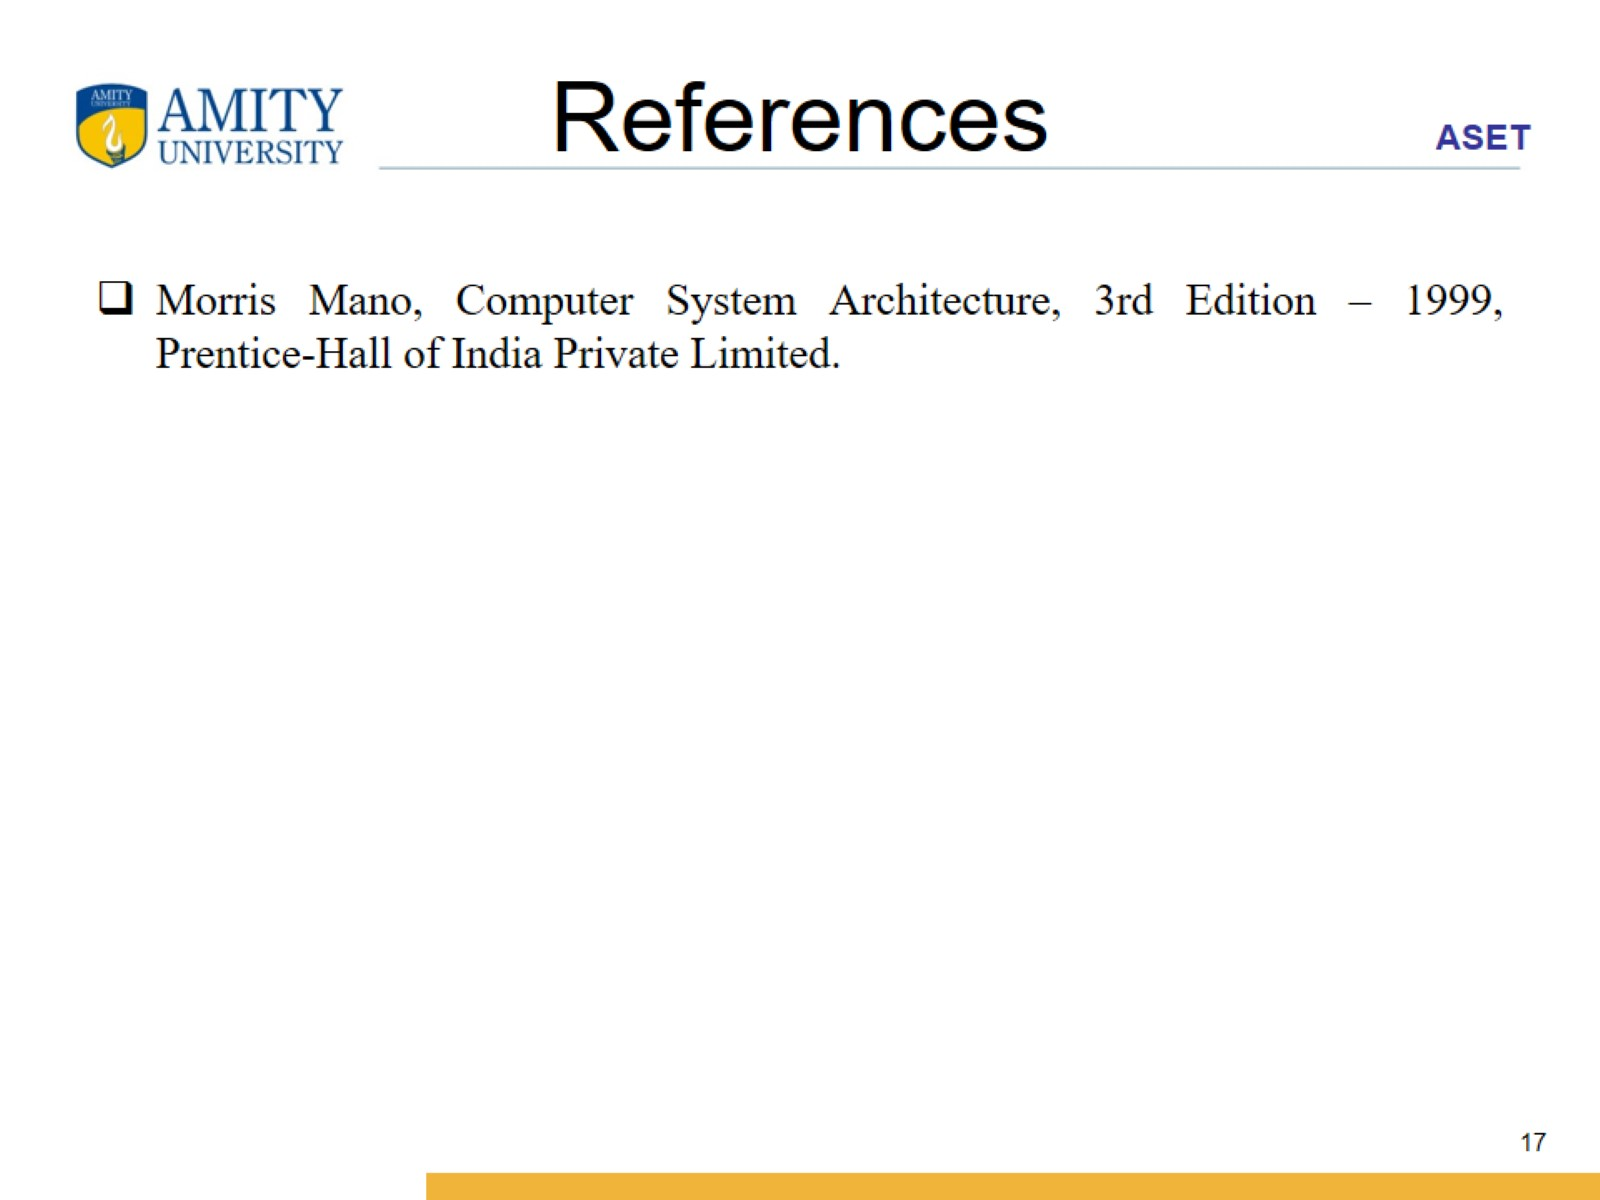 AMITY
UNIVERSITY
AMITY
UNIVERSITY
References
ASET
Morris Mano, Computer System Architecture, 3rd Edition – 1999,
Prentice-Hall of India Private Limited.
17